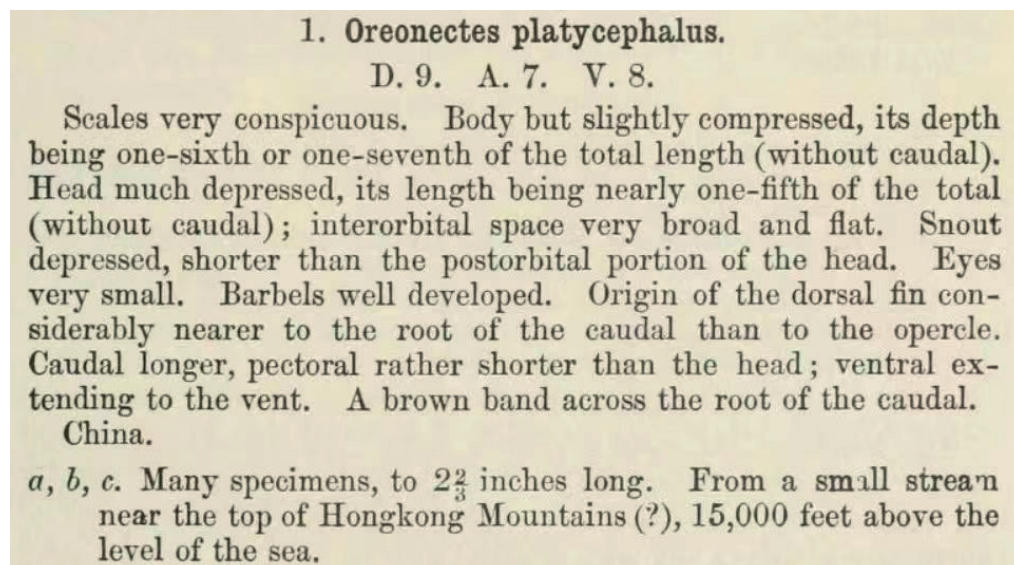 1. Oreonectes platycephalus.
D. 9. A. 7. V. 8.
Scales very conspicuous. Body but slightly compressed, its depth
being one-sixth or one-seventh of the total length (without caudal).
Head much depressed, its length being nearly one-fifth of the total
(without caudal); interorbital space very broad and flat. Snout
depressed, shorter than the postorbital portion of the head. Eyes
very small. Barbels well developed. Origin of the dorsal fin con-
siderably nearer to the root of the caudal than to the opercle.
Caudal longer, pectoral rather shorter than the head; ventral ex-
tending to the vent. A brown band across the root of the caudal.
China.
a, b, c. Many specimens, to 2⅔ inches long. From a small stream
near the top of Hongkong Mountains (?), 15,000 feet above the
level of the sea.